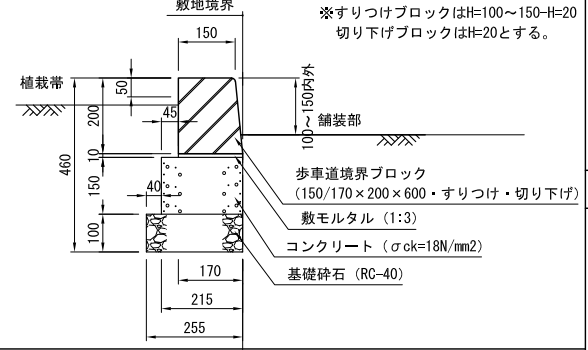 敷地境界
※すりつけブロックはH=100～150-H=20
切り下げブロックはH=20とする。
150
植栽帯
50
200
45
100～150内外
舗装部
460
10
150
40
100
歩車道境界ブロック
(150/170×200×600・すりつけ・切り下げ)
敷モルタル (1:3)
コンクリート (σck=18N/mm2)
基礎砕石 (RC-40)
170
215
255